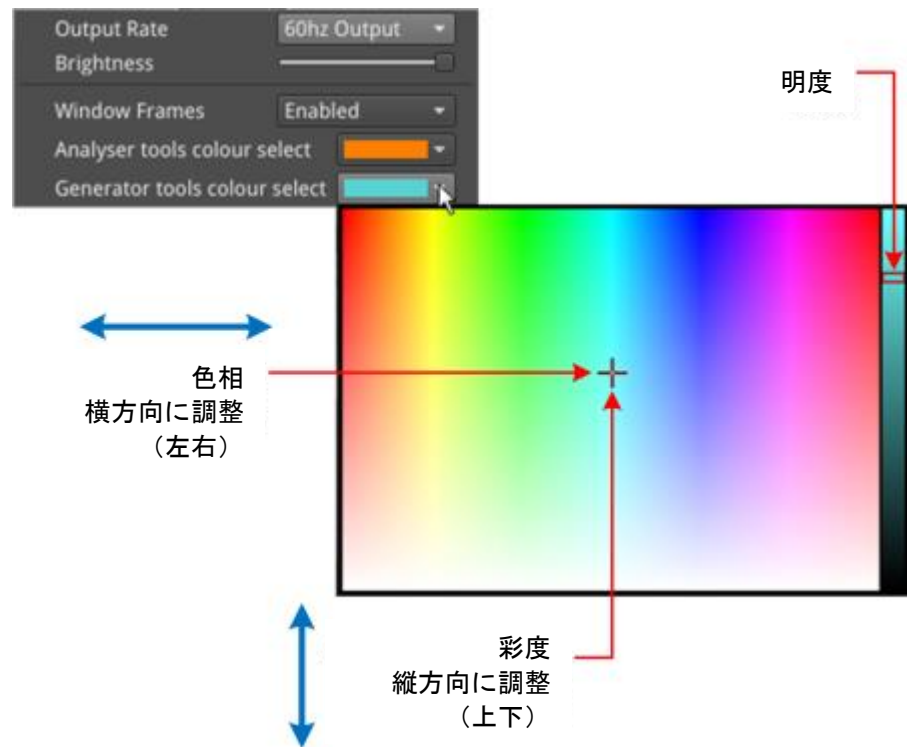 Output Rate 60hz Output
Brightness
Window Frames Enabled
Analyser tools colour select
Generator tools colour select
明度
色相
横方向に調整
（左右）
彩度
縦方向に調整
（上下）